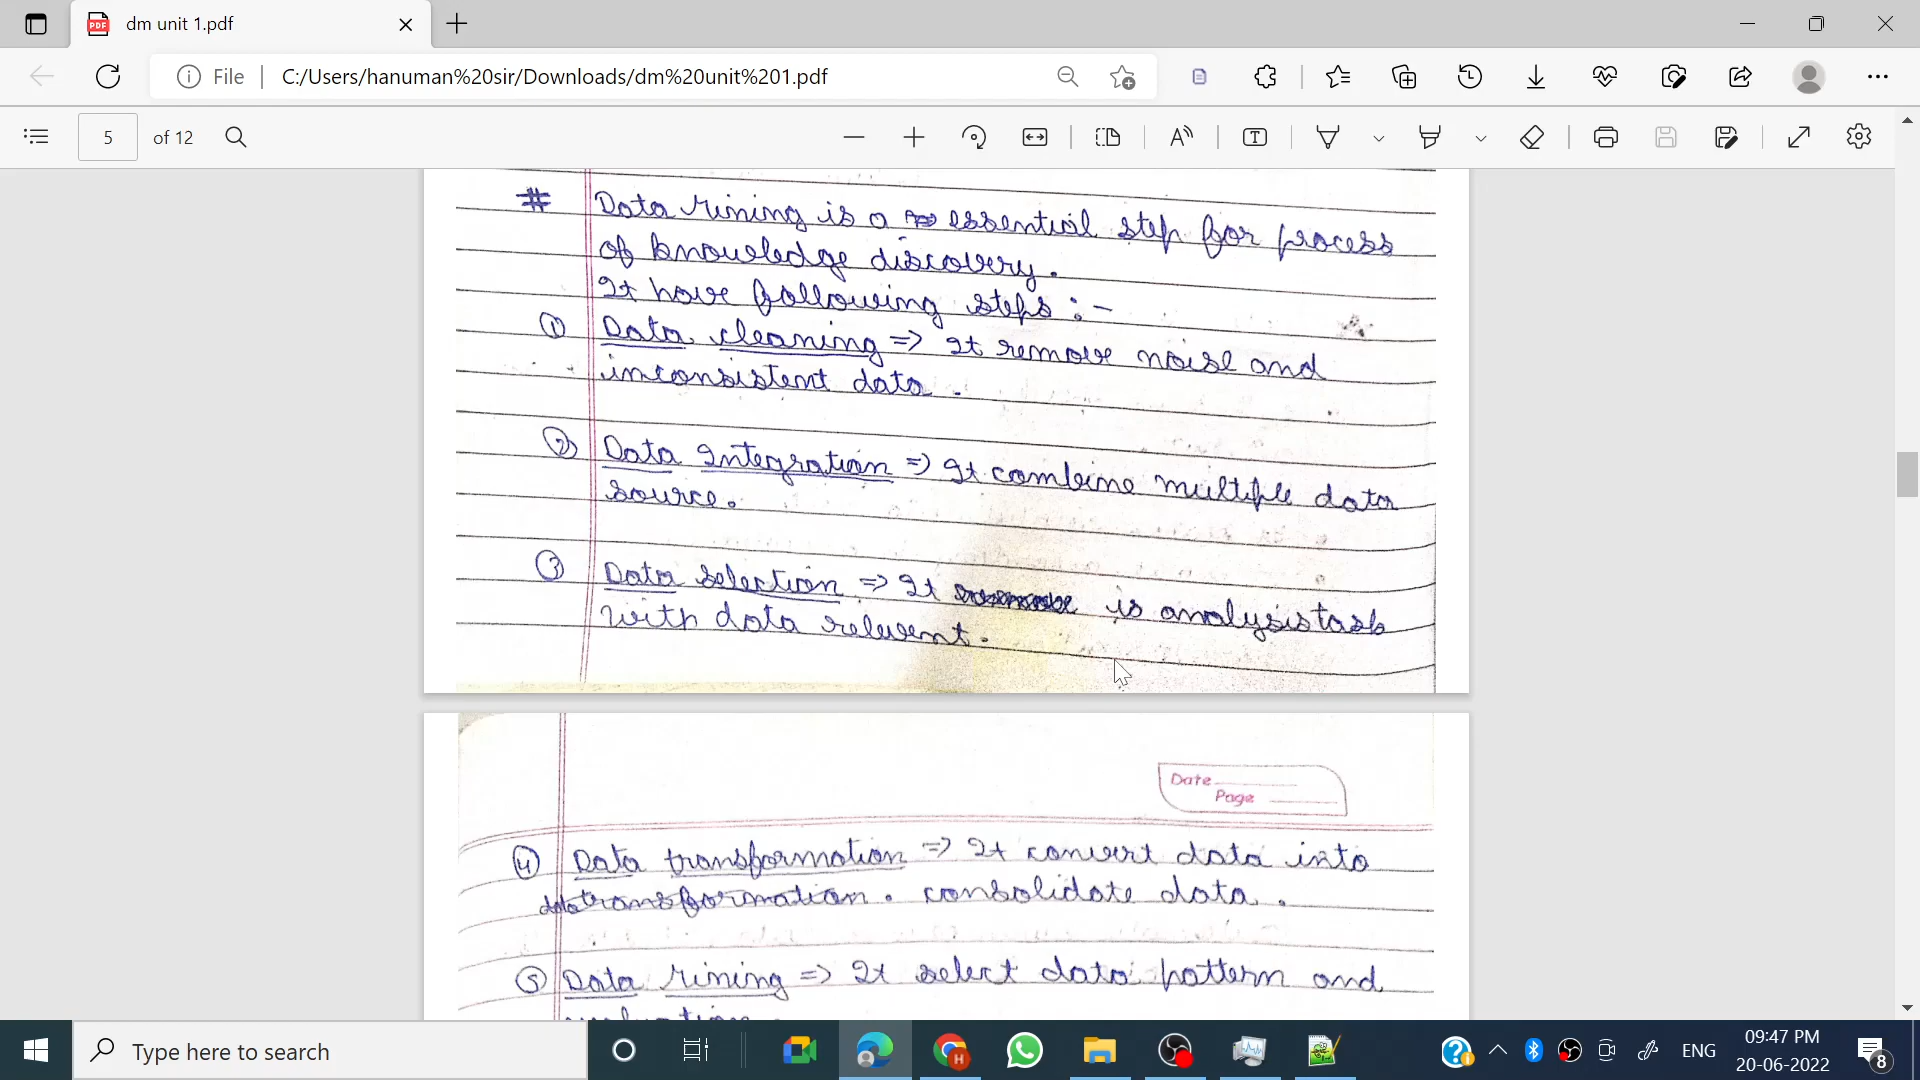 dm unit 1.pdf
File
C:/Users/hanuman%20sir/Downloads/dm%20unit%201.pdf
5 of 12
# Data Mining is a essential step for process
of knowledge discovery.
It have following steps :-
① Data cleaning => It remove noise and
inconsistent data.
② Data Integration => It combine multiple data
source.
③ Data selection => It is analysis task
with data relevent.
Date
Page
④ Data transformation => It convert data into
data transformation. consolidate data.
⑤ Data Mining => It select data pattern and
Type here to search
ENG
09:47 PM
20-06-2022
8